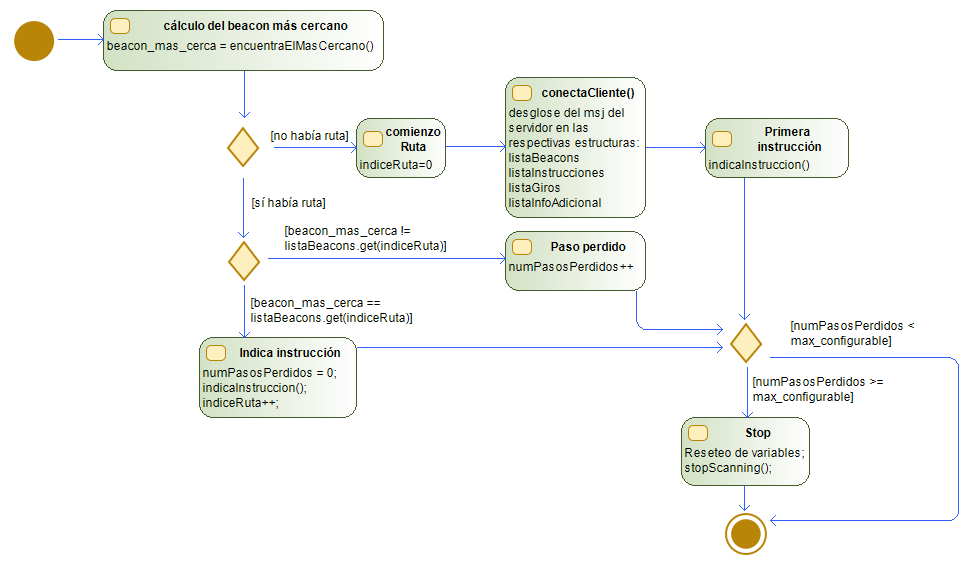 cálculo del beacon más cercano
beacon_mas_cerca = encuentraElMasCercano()
[no había ruta]
comienzo
Ruta
indiceRuta=0
conectaCliente()
desglose del msj del
servidor en las
respectivas estructuras:
listaBeacons
listaInstrucciones
listaGiros
listaInfoAdicional
Primera
instrucción
indicaInstruccion()
[sí había ruta]
[beacon_mas_cerca !=
listaBeacons.get(indiceRuta)]
Paso perdido
numPasosPerdidos++
[beacon_mas_cerca ==
listaBeacons.get(indiceRuta)]
Indica instrucción
numPasosPerdidos = 0;
indicaInstruccion();
indiceRuta++;
[numPasosPerdidos <
max_configurable]
[numPasosPerdidos >=
max_configurable]
Stop
Reseteo de variables;
stopScanning();